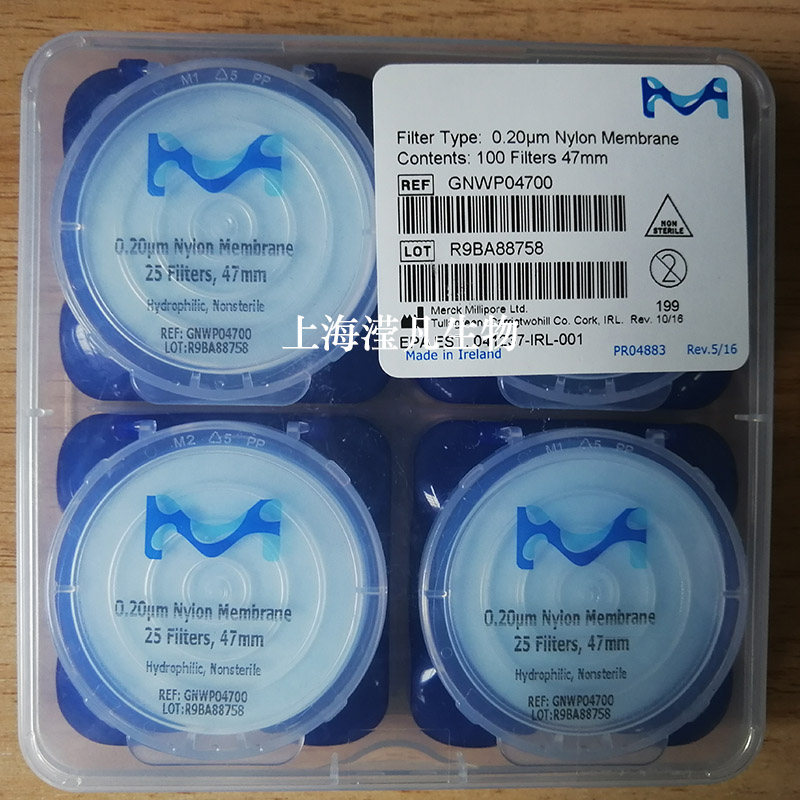 M1 5 PP
0.20µm Nylon Membrane
25 Filters, 47mm
Hydrophilic, Nonsterile
REF: GNWP04700
LOT:R9BA88758
Filter Type: 0.20µm Nylon Membrane
Contents: 100 Filters 47mm
REF GNWP04700
NON
STERILE
LOT R9BA88758
2
199
Merck Millipore Ltd.
Co. Cork, IRL. Rev. 10/16
-IRL-001
Made in Ireland PR04883 Rev.5/16
上海滢凡生物
M2 5 PP
0.20µm Nylon Membrane
25 Filters, 47mm
Hydrophilic, Nonsterile
REF: GNWP04700
LOT:R9BA88758
M1 5 PP
0.20µm Nylon Membrane
25 Filters, 47mm
Hydrophilic, Nonsterile
REF: GNWP04700
LOT:R9BA88758